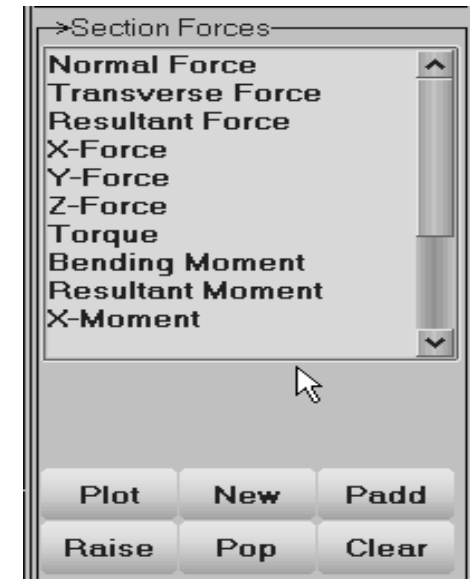 >Section Forces
Normal Force
Transverse Force
Resultant Force
X-Force
Y-Force
Z-Force
Torque
Bending Moment
Resultant Moment
X-Moment
Plot New Padd
Raise Pop Clear